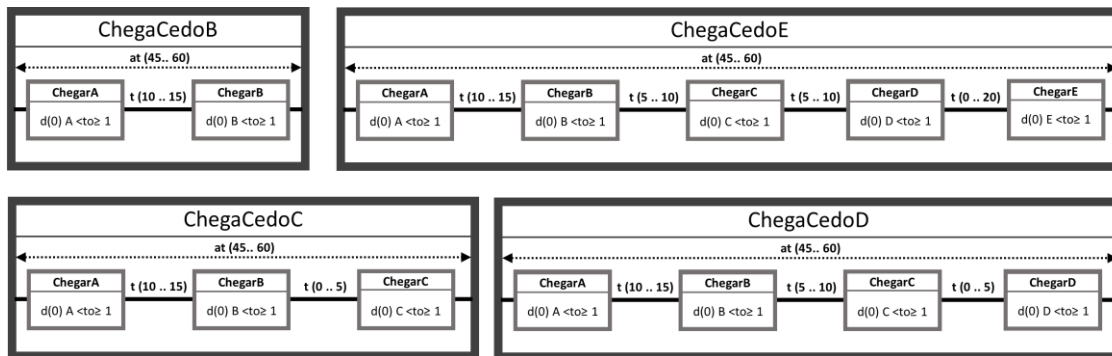 ChegaCedoB
at (45.. 60)
ChegarA t (10 .. 15) ChegarB
d(0) A <to≥ 1 d(0) B <to≥ 1
ChegaCedoE
at (45.. 60)
ChegarA t (10 .. 15) ChegarB t (5 .. 10) ChegarC t (5 .. 10) ChegarD t (0 .. 20) ChegarE
d(0) A <to≥ 1 d(0) B <to≥ 1 d(0) C <to≥ 1 d(0) D <to≥ 1 d(0) E <to≥ 1
ChegaCedoC
at (45.. 60)
ChegarA t (10 .. 15) ChegarB t (0 .. 5) ChegarC
d(0) A <to≥ 1 d(0) B <to≥ 1 d(0) C <to≥ 1
ChegaCedoD
at (45.. 60)
ChegarA t (10 .. 15) ChegarB t (5 .. 10) ChegarC t (0 .. 5) ChegarD
d(0) A <to≥ 1 d(0) B <to≥ 1 d(0) C <to≥ 1 d(0) D <to≥ 1